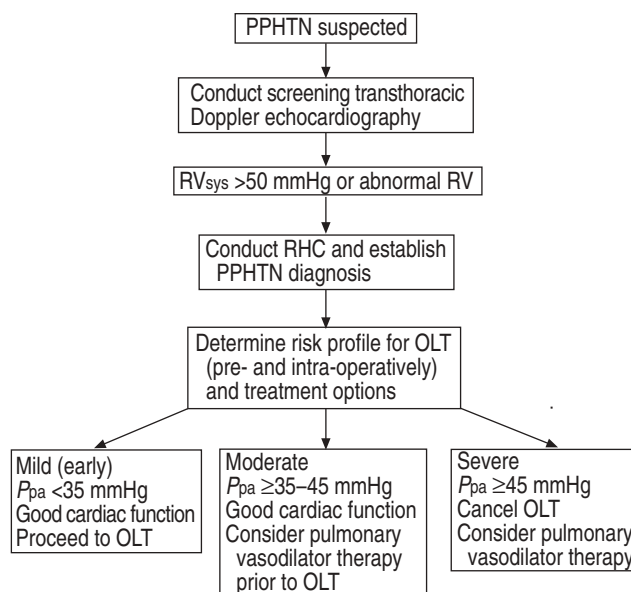 PPHTN suspected
Conduct screening transthoracic
Doppler echocardiography
RVsys >50 mmHg or abnormal RV
Conduct RHC and establish
PPHTN diagnosis
Determine risk profile for OLT
(pre- and intra-operatively)
and treatment options
Mild (early)
Ppa <35 mmHg
Good cardiac function
Proceed to OLT
Moderate
Ppa ≥35–45 mmHg
Good cardiac function
Consider pulmonary
vasodilator therapy
prior to OLT
Severe
Ppa ≥45 mmHg
Cancel OLT
Consider pulmonary
vasodilator therapy